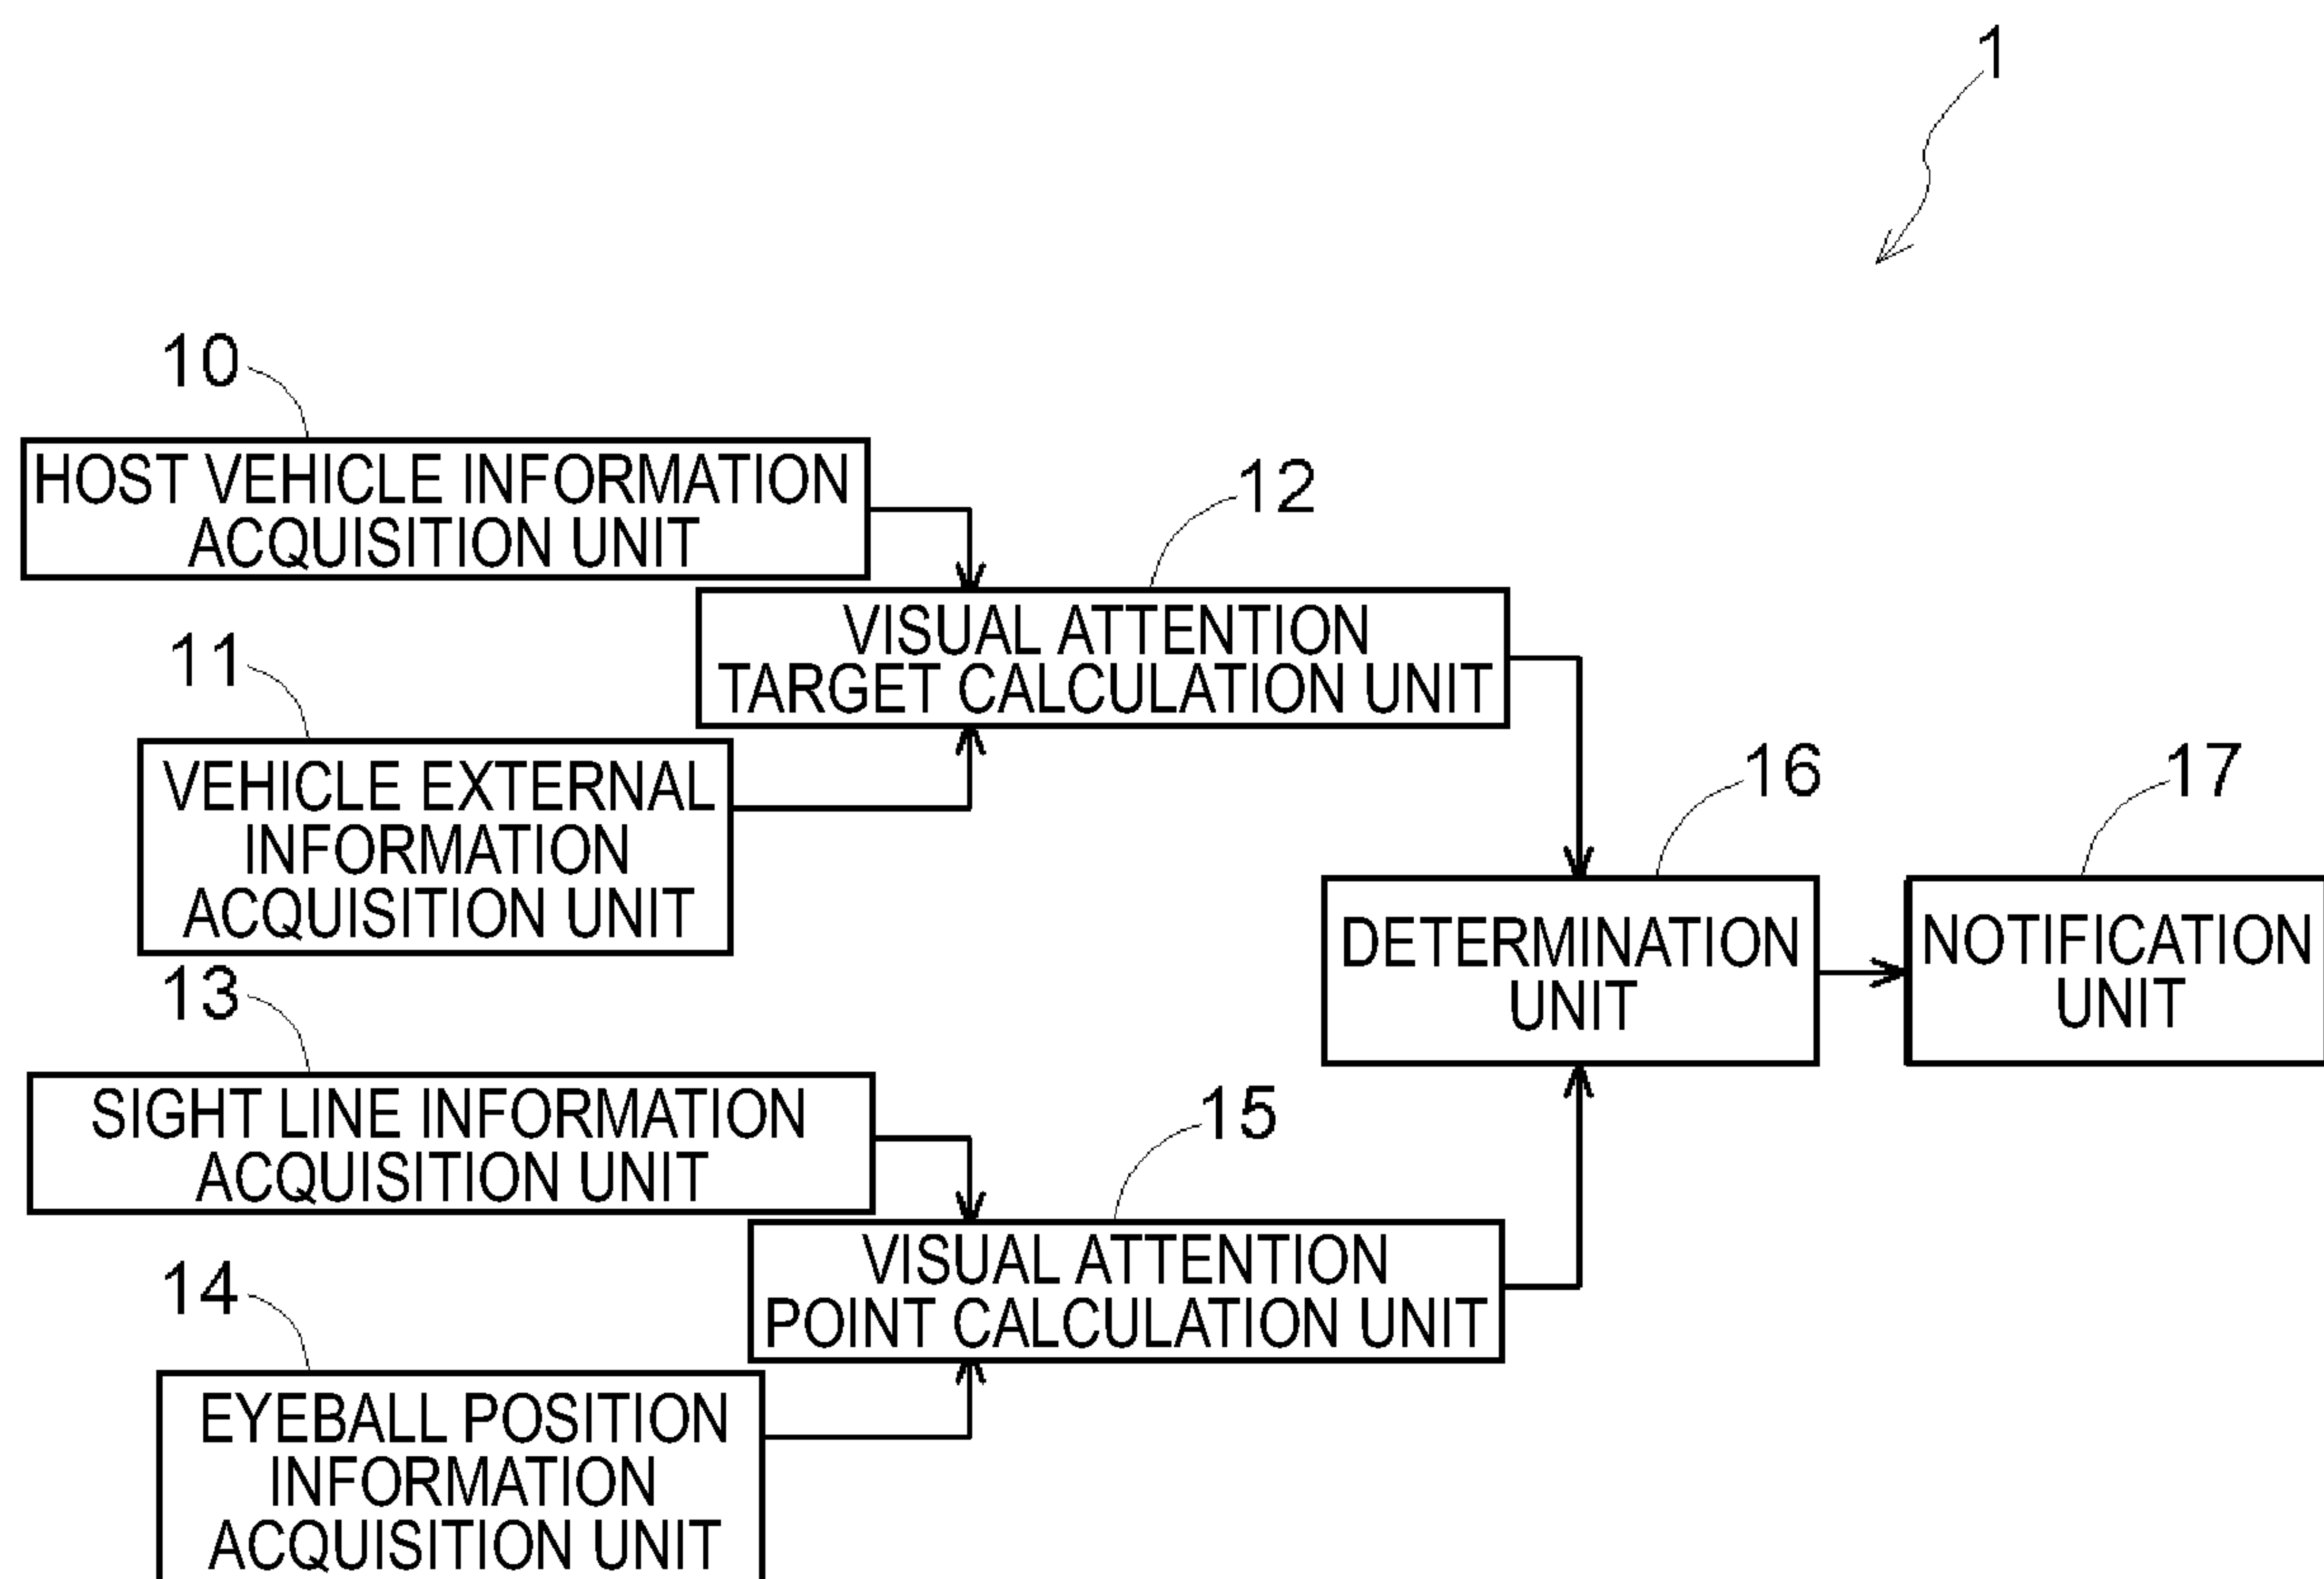 1
10
HOST VEHICLE INFORMATION
ACQUISITION UNIT
12
VISUAL ATTENTION
TARGET CALCULATION UNIT
11
VEHICLE EXTERNAL
INFORMATION
ACQUISITION UNIT
16
DETERMINATION
UNIT
17
NOTIFICATION
UNIT
13
SIGHT LINE INFORMATION
ACQUISITION UNIT
15
VISUAL ATTENTION
POINT CALCULATION UNIT
14
EYEBALL POSITION
INFORMATION
ACQUISITION UNIT